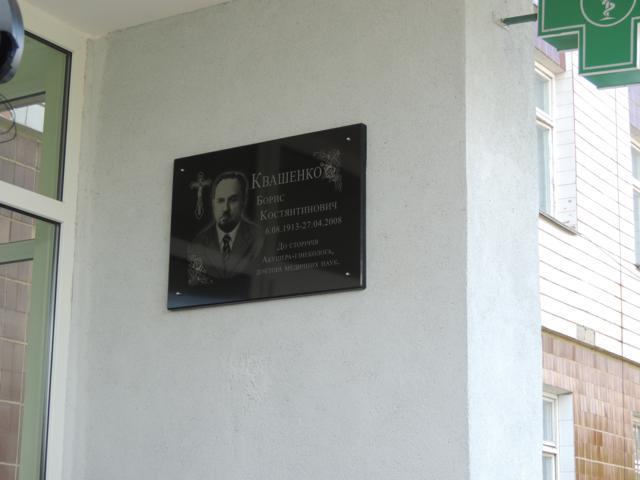 КВАШЕНКО
БОРИС
КОСТЯНТИНОВИЧ
6.08.1913-27.04.2008
ДО СТОРІЧЧЯ
АКУШЕРА-ГІНЕКОЛОГА,
ДОКТОРА МЕДИЧНИХ НАУК.